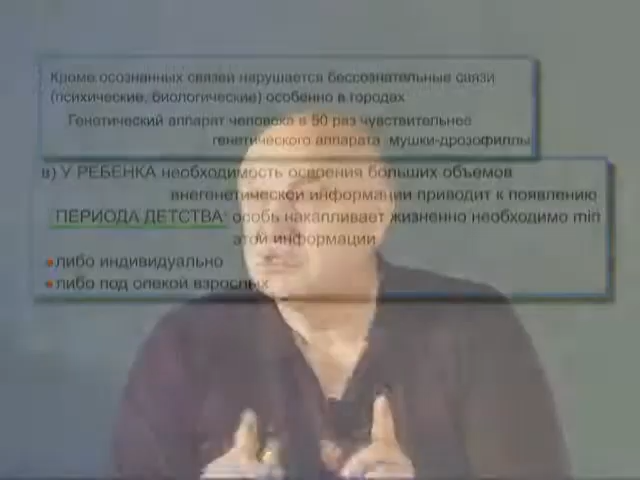 Кроме осознанных связей нарушается бессознательные связи
(психические, биологические) особенно в городах
Генетический аппарат человека в 50 раз чувствительнее
генетического аппарата мушки-дрозофиллы
в) У РЕБЕНКА необходимость освоения больших объемов
внегенетической информации приводит к появлению
ПЕРИОДА ДЕТСТВА: особь накапливает жизненно необходимо min
этой информации
либо индивидуально
либо под опекой взрослых